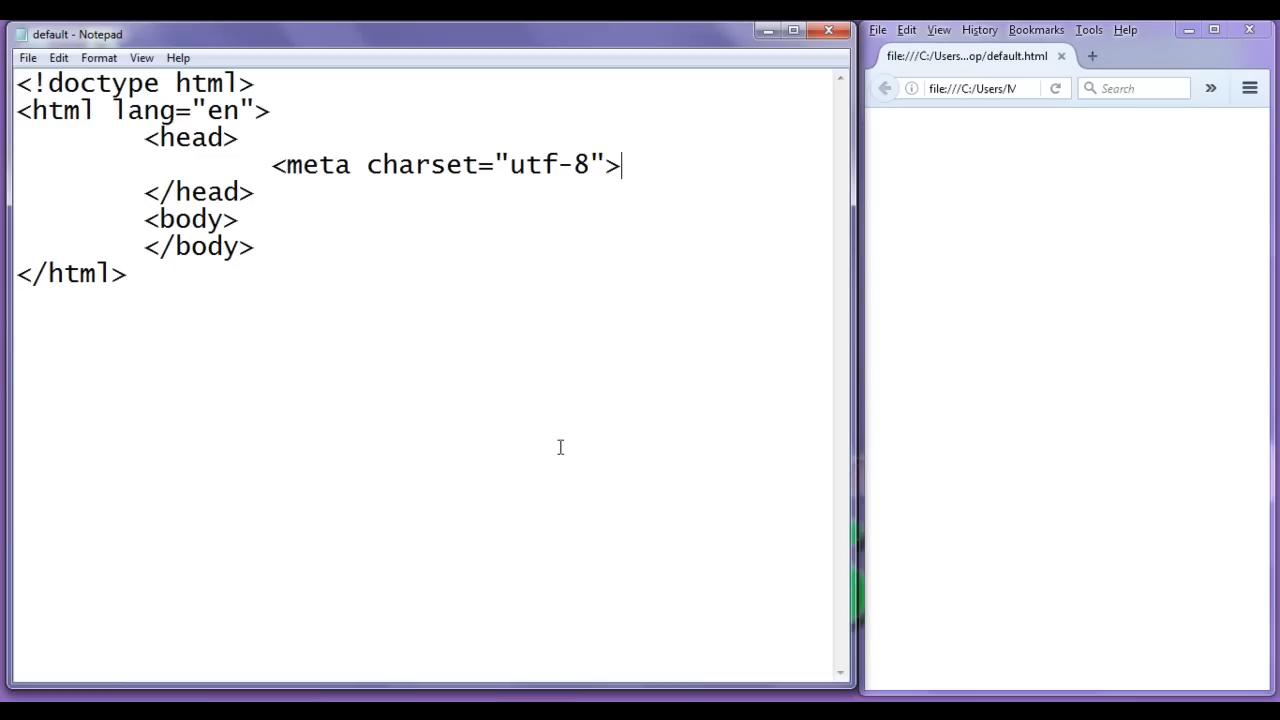 default - Notepad
File Edit Format View Help
<!doctype html>
<html lang="en">
<head>
<meta charset="utf-8">
</head>
<body>
</body>
</html>
File Edit View History Bookmarks Tools Help
file:///C:/Users...op/default.html
file:///C:/Users/M
Search